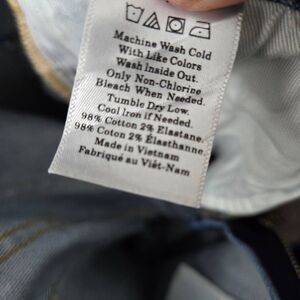 Machine Wash Cold
With Like Colors
Wash Inside Out.
Only Non-Chlorine
Bleach When Needed.
Tumble Dry Low.
Cool Iron if Needed.
98% Cotton 2% Elastane.
98% Coton 2% Élasthanne.
Made in Vietnam
Fabriqué au Viêt-Nam